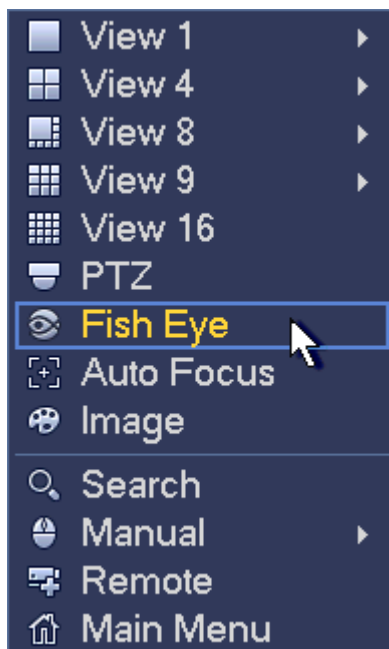 View 1
View 4
View 8
View 9
View 16
PTZ
Fish Eye
Auto Focus
Image
Search
Manual
Remote
Main Menu